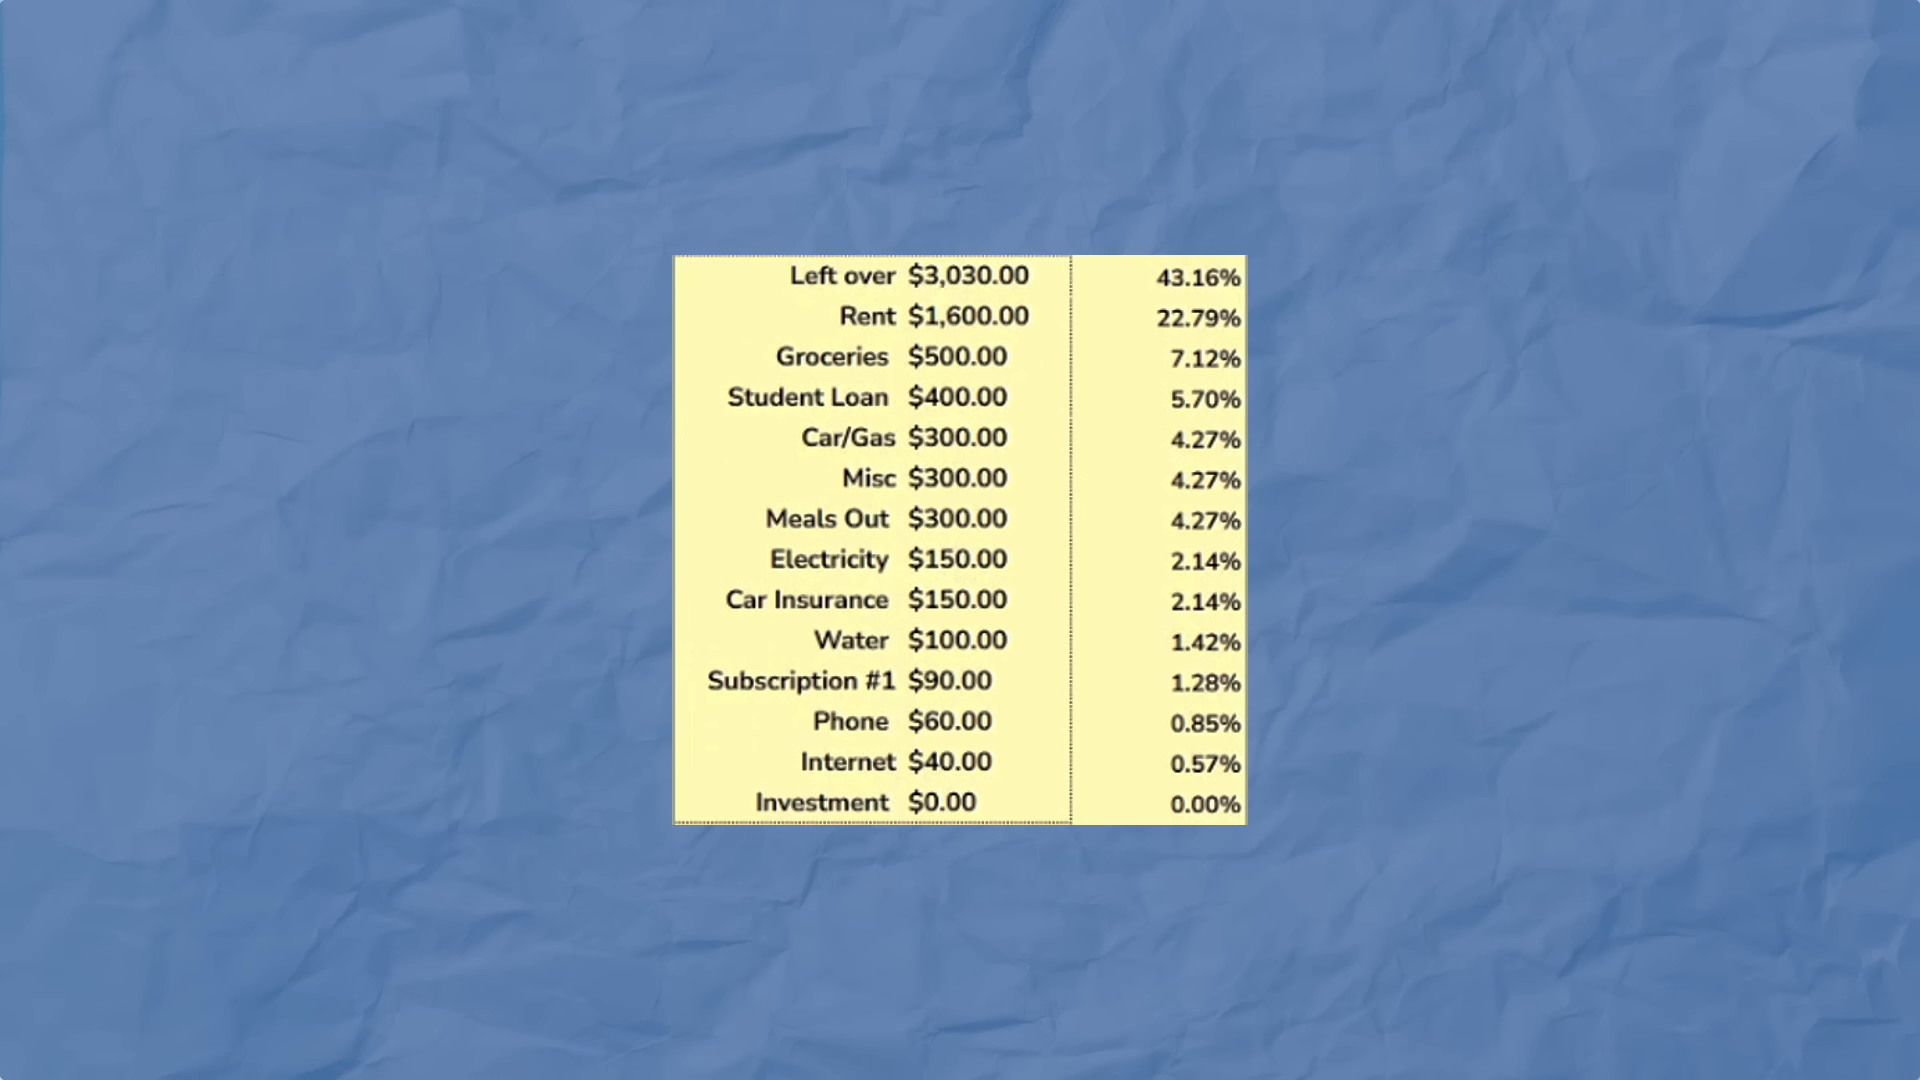 Left over $3,030.00 43.16%
Rent $1,600.00 22.79%
Groceries $500.00 7.12%
Student Loan $400.00 5.70%
Car/Gas $300.00 4.27%
Misc $300.00 4.27%
Meals Out $300.00 4.27%
Electricity $150.00 2.14%
Car Insurance $150.00 2.14%
Water $100.00 1.42%
Subscription #1 $90.00 1.28%
Phone $60.00 0.85%
Internet $40.00 0.57%
Investment $0.00 0.00%